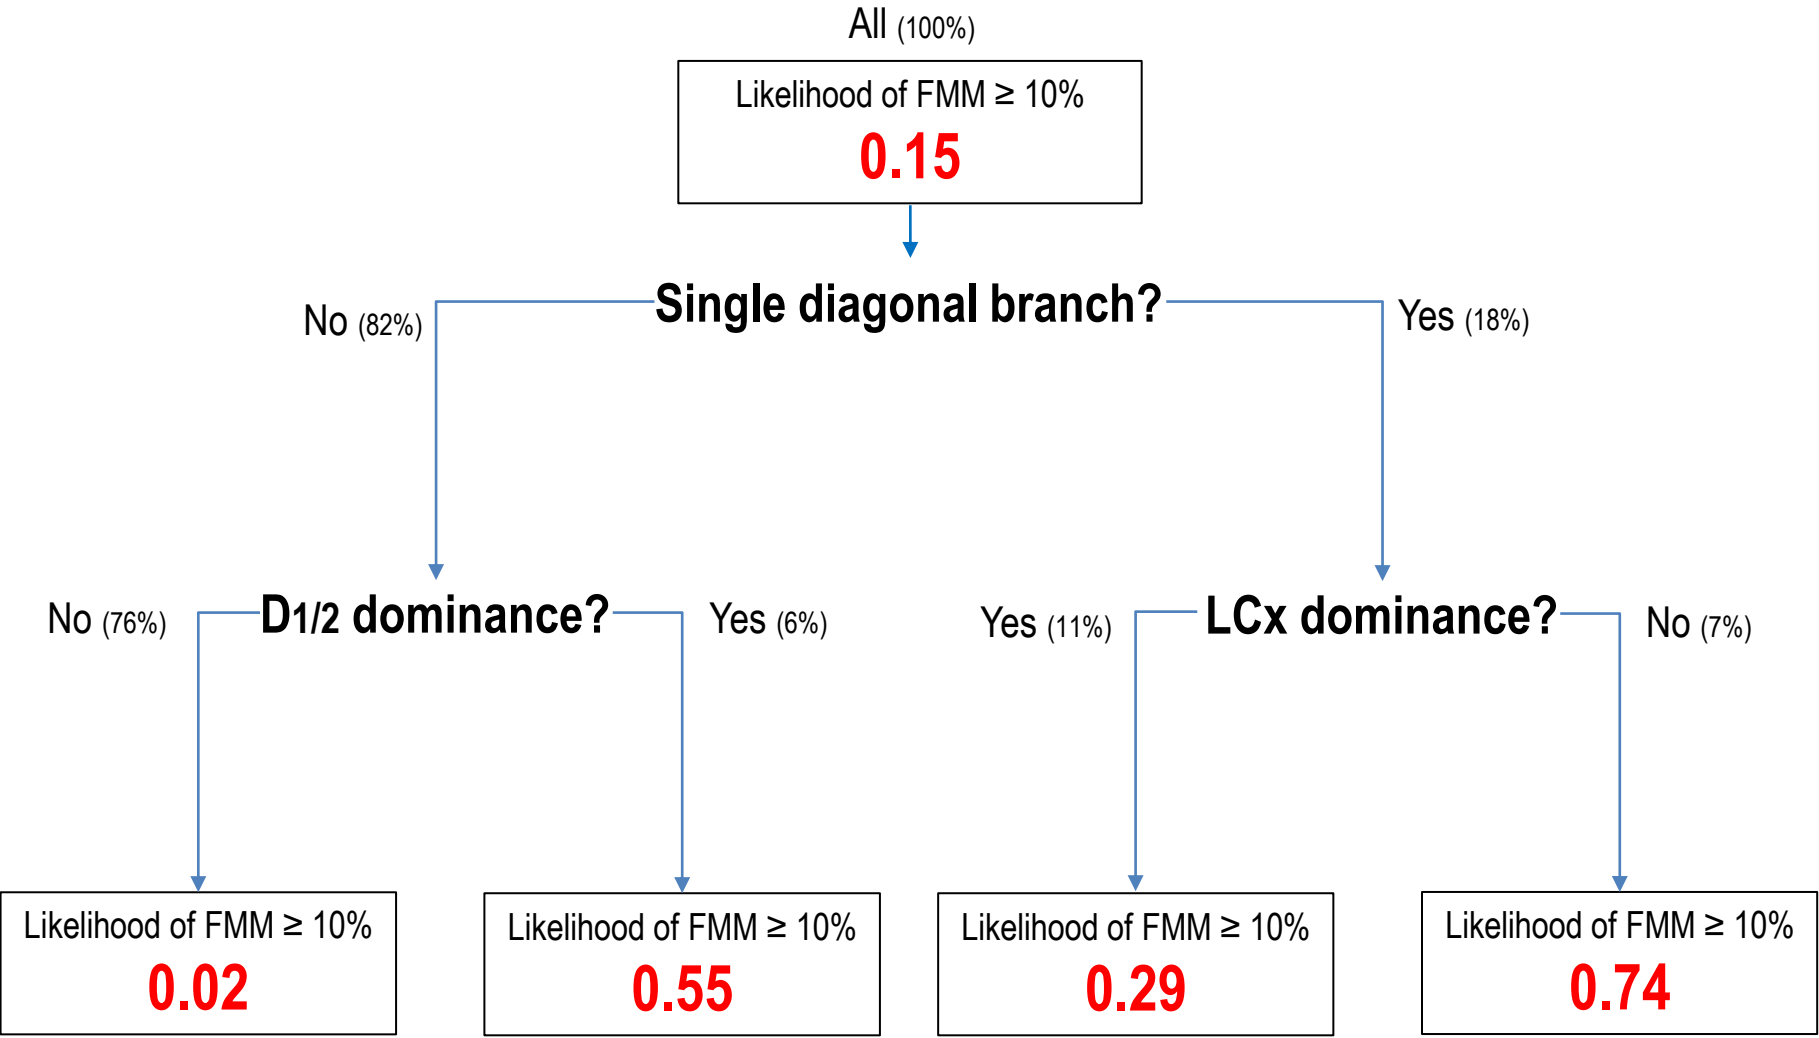 All (100%)
Likelihood of FMM ≥ 10%
0.15
Single diagonal branch?
No (82%)
Yes (18%)
No (76%)
D1/2 dominance?
Yes (6%)
Yes (11%)
LCx dominance?
No (7%)
Likelihood of FMM ≥ 10%
0.02
Likelihood of FMM ≥ 10%
0.55
Likelihood of FMM ≥ 10%
0.29
Likelihood of FMM ≥ 10%
0.74